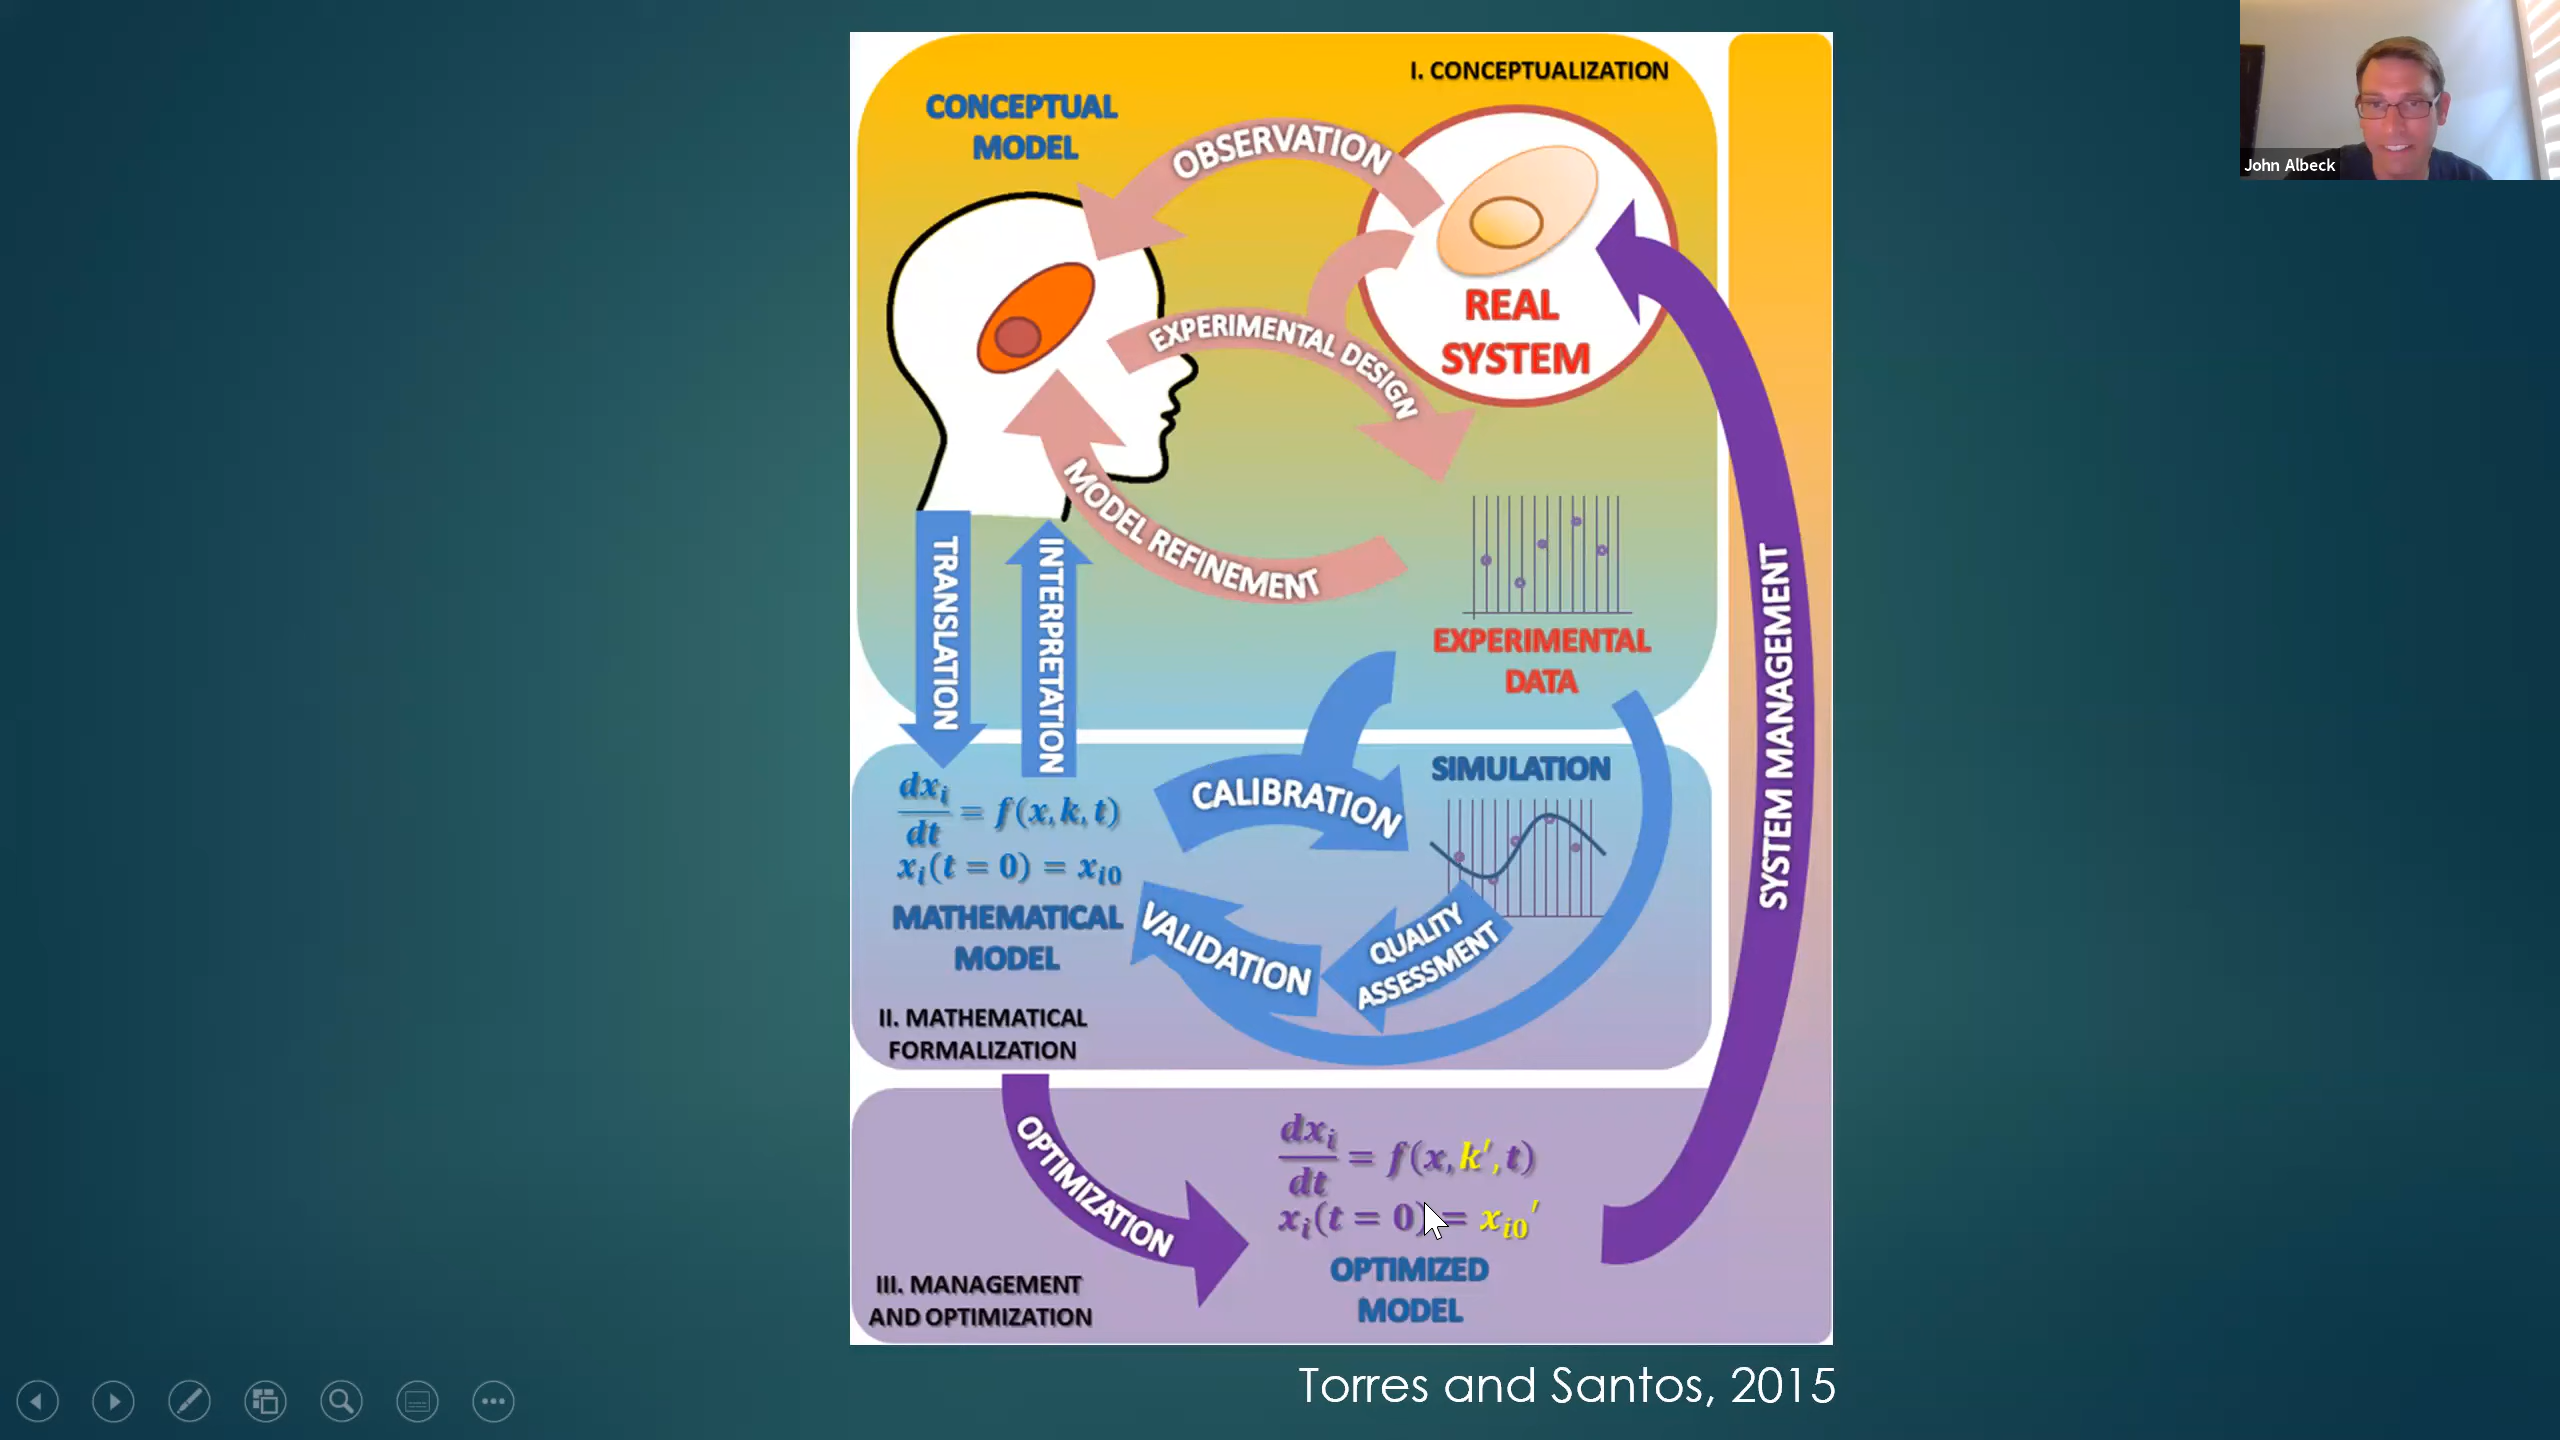 I. CONCEPTUALIZATION
CONCEPTUAL
MODEL
OBSERVATION
REAL
SYSTEM
EXPERIMENTAL DESIGN
MODEL REFINEMENT
EXPERIMENTAL
DATA
TRANSLATION
INTERPRETATION
SYSTEM MANAGEMENT
dxᵢ/dt = f(x, k, t)
xᵢ(t = 0) = xᵢ₀
MATHEMATICAL
MODEL
CALIBRATION
SIMULATION
VALIDATION
QUALITY
ASSESSMENT
II. MATHEMATICAL
FORMALIZATION
OPTIMIZATION
dxᵢ/dt = f(x, k', t)
xᵢ(t = 0) = xᵢ₀'
OPTIMIZED
MODEL
III. MANAGEMENT
AND OPTIMIZATION
Torres and Santos, 2015
John Albeck